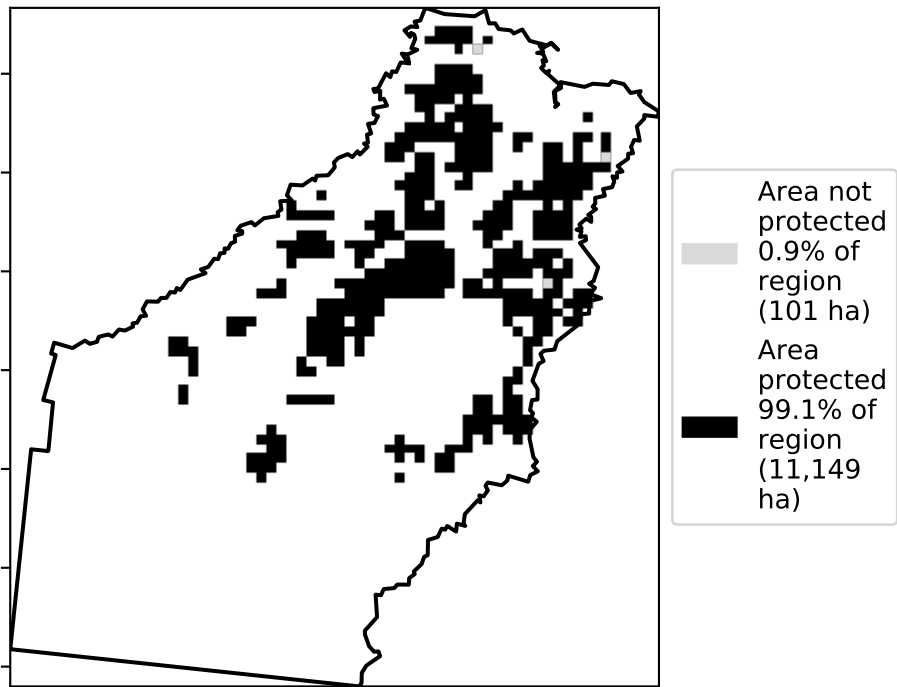 Area not
protected
0.9% of
region
(101 ha)
Area
protected
99.1% of
region
(11,149
ha)